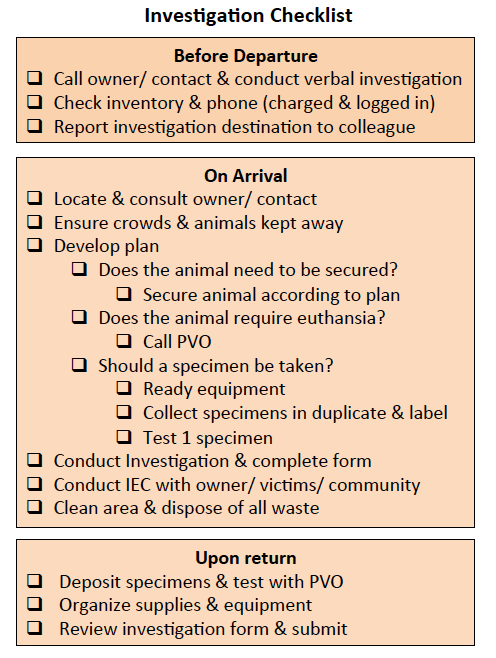 Investigation Checklist
Before Departure
❑ Call owner/ contact & conduct verbal investigation
❑ Check inventory & phone (charged & logged in)
❑ Report investigation destination to colleague
On Arrival
❑ Locate & consult owner/ contact
❑ Ensure crowds & animals kept away
❑ Develop plan
❑ Does the animal need to be secured?
❑ Secure animal according to plan
❑ Does the animal require euthansia?
❑ Call PVO
❑ Should a specimen be taken?
❑ Ready equipment
❑ Collect specimens in duplicate & label
❑ Test 1 specimen
❑ Conduct Investigation & complete form
❑ Conduct IEC with owner/ victims/ community
❑ Clean area & dispose of all waste
Upon return
❑ Deposit specimens & test with PVO
❑ Organize supplies & equipment
❑ Review investigation form & submit